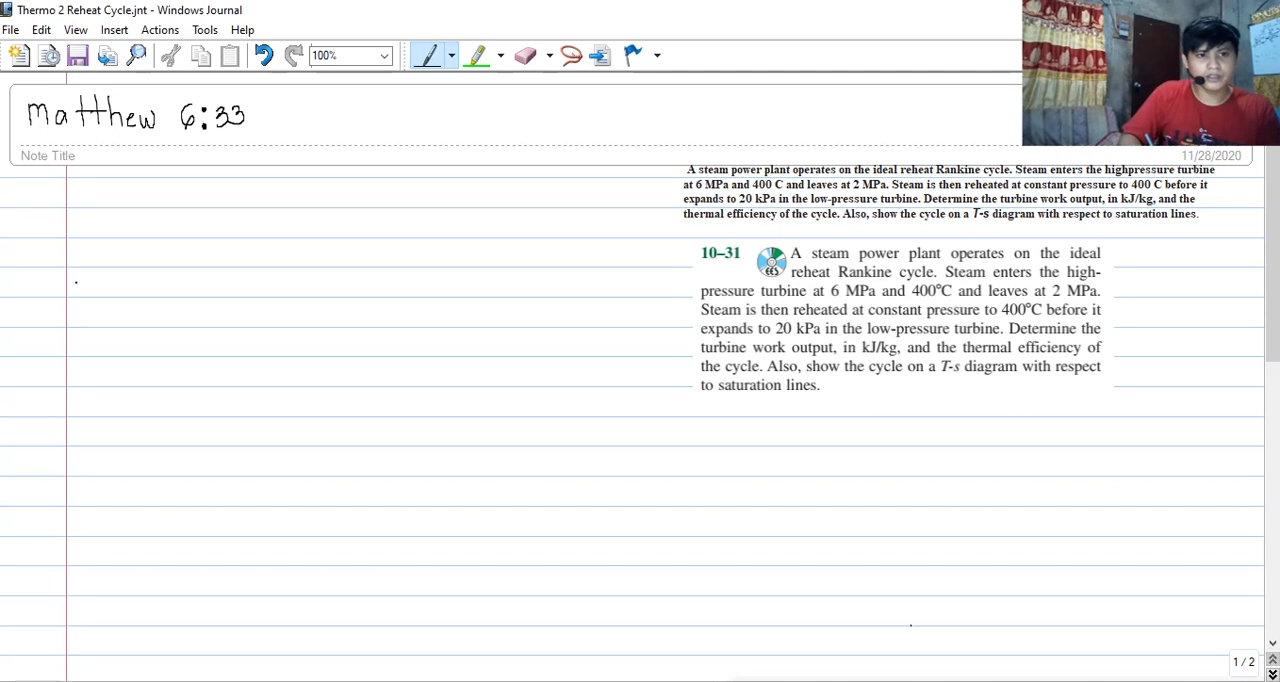 Thermo 2 Reheat Cycle.jnt - Windows Journal
File Edit View Insert Actions Tools Help
100%
Matthew 6:33
Note Title
11/28/2020
A steam power plant operates on the ideal reheat Rankine cycle. Steam enters the highpressure turbine
at 6 MPa and 400 C and leaves at 2 MPa. Steam is then reheated at constant pressure to 400 C before it
expands to 20 kPa in the low-pressure turbine. Determine the turbine work output, in kJ/kg, and the
thermal efficiency of the cycle. Also, show the cycle on a T-s diagram with respect to saturation lines.
10–31 EES A steam power plant operates on the ideal
reheat Rankine cycle. Steam enters the high-
pressure turbine at 6 MPa and 400°C and leaves at 2 MPa.
Steam is then reheated at constant pressure to 400°C before it
expands to 20 kPa in the low-pressure turbine. Determine the
turbine work output, in kJ/kg, and the thermal efficiency of
the cycle. Also, show the cycle on a T-s diagram with respect
to saturation lines.
1 / 2